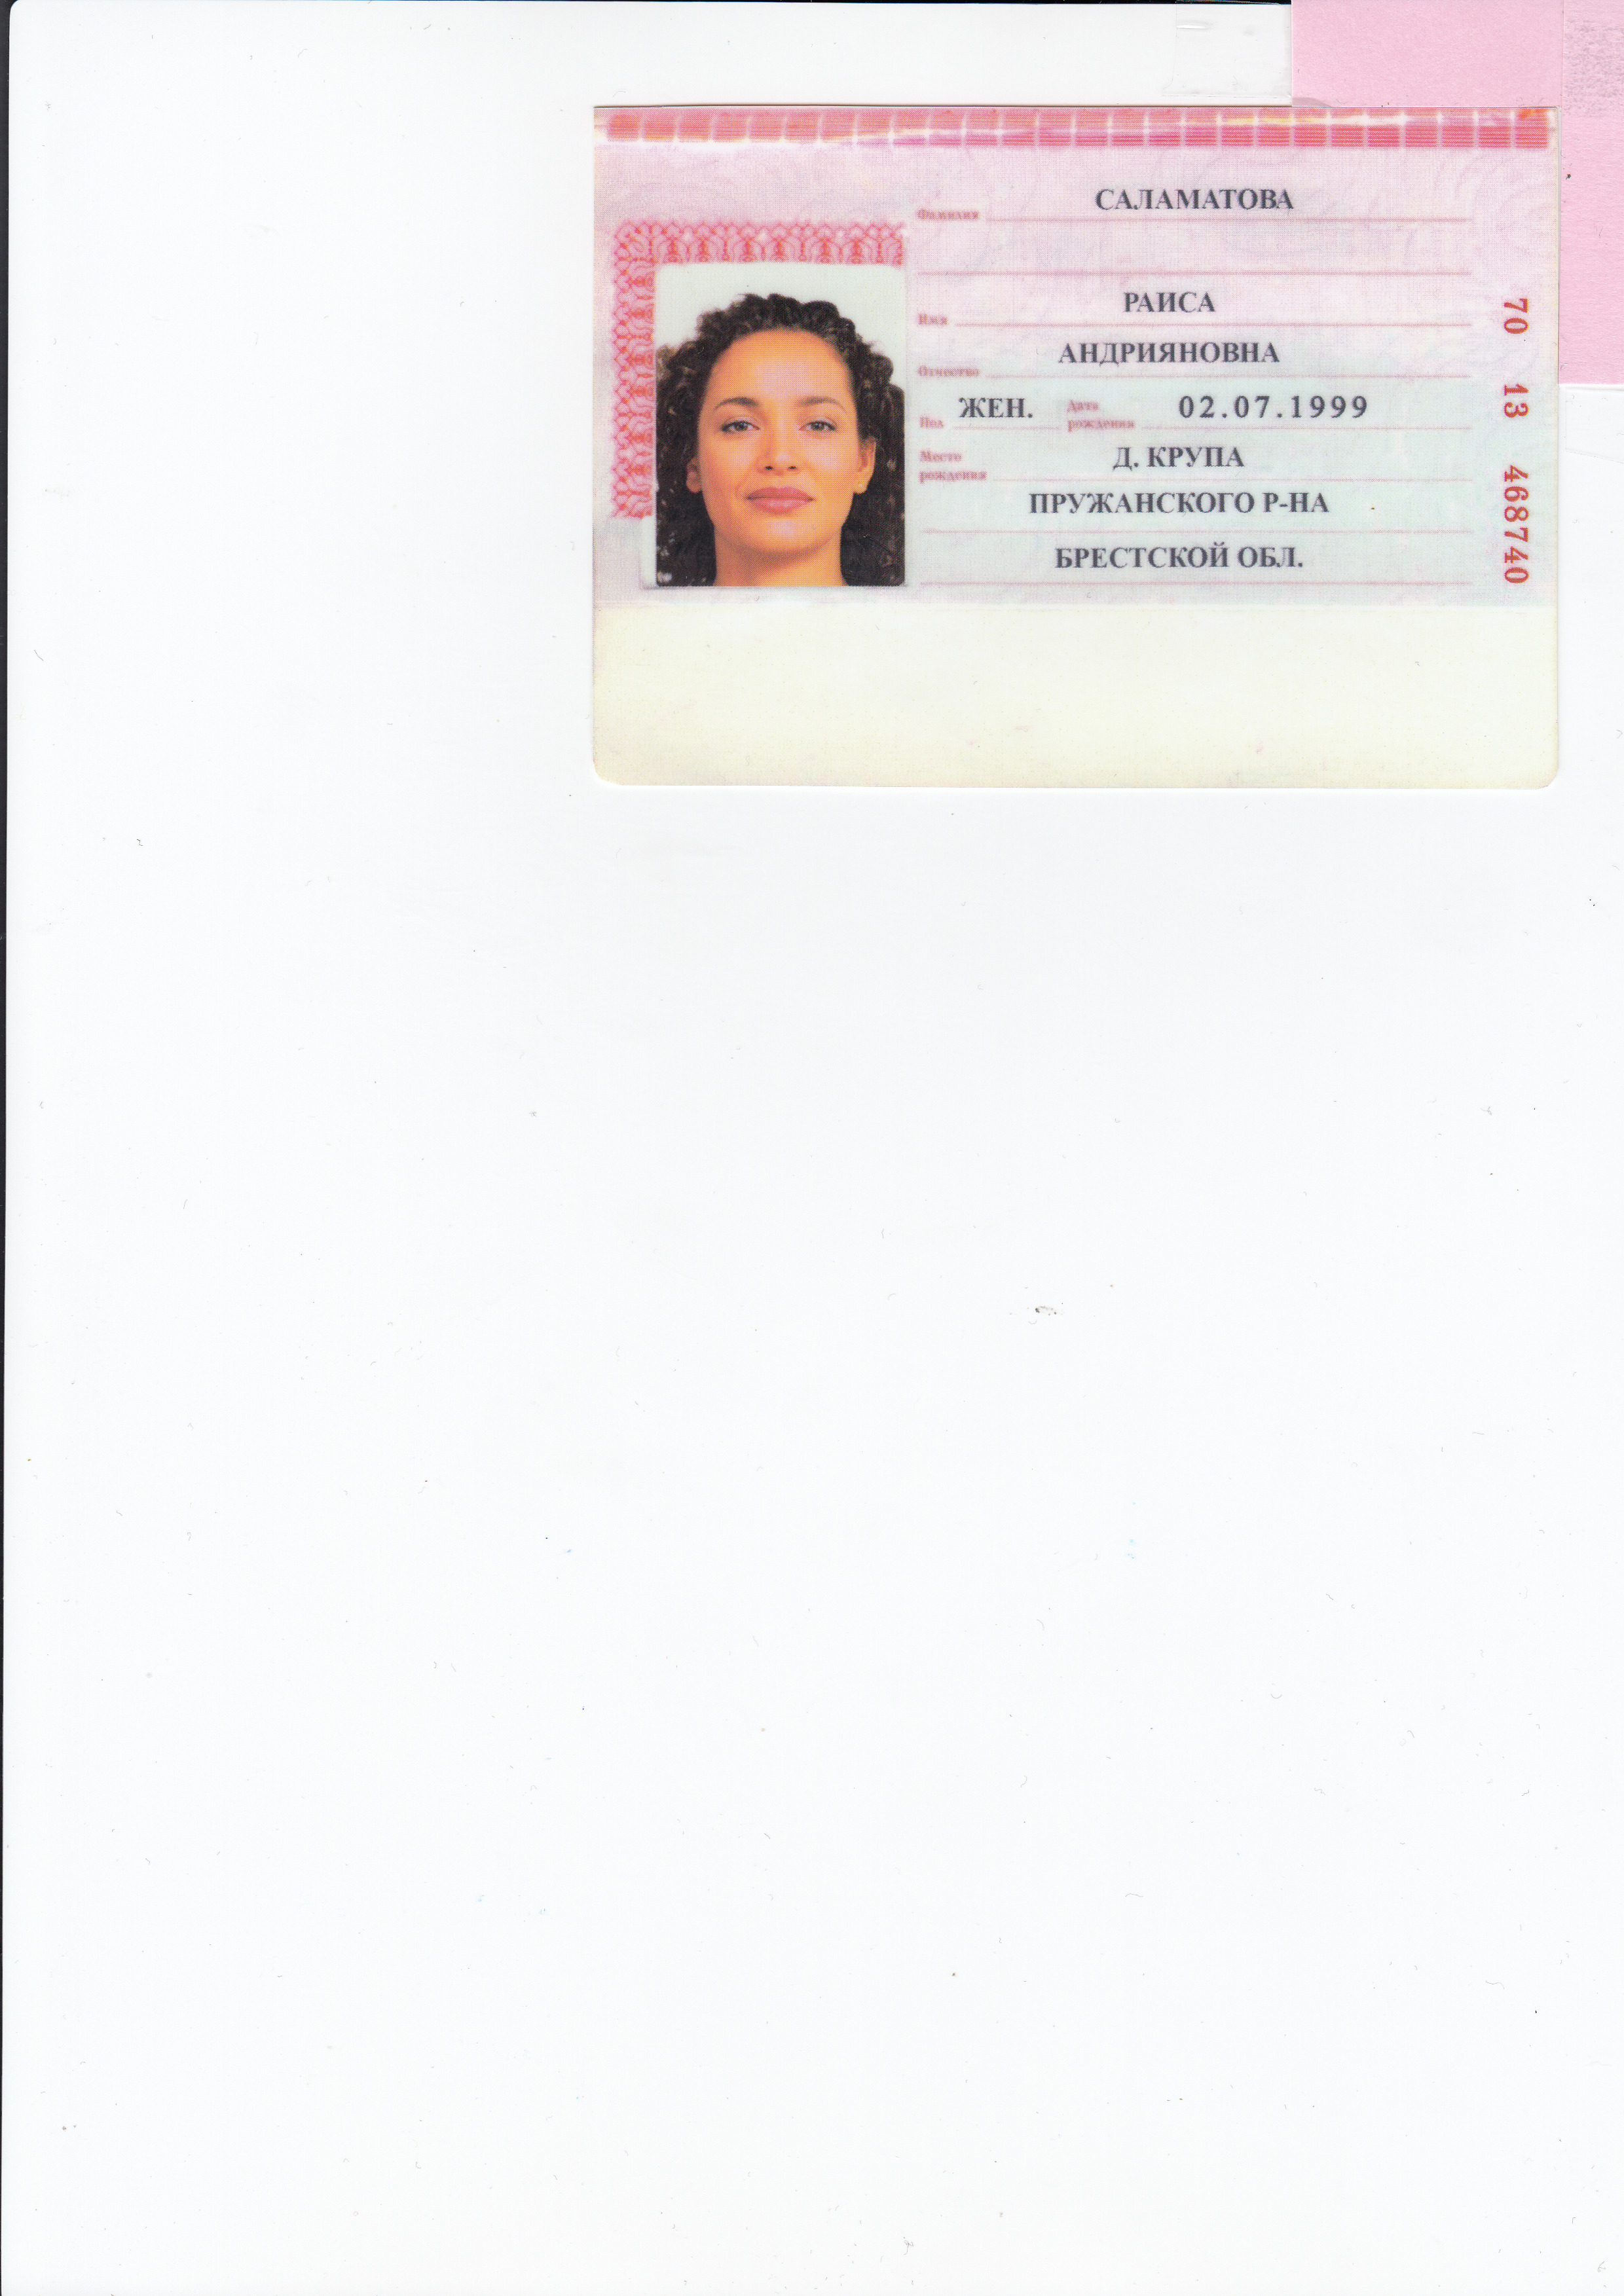 Фамилия САЛАМАТОВА
Имя РАИСА
Отчество АНДРИЯНОВНА
Пол ЖЕН. Дата рождения 02.07.1999
Место рождения Д. КРУПА
ПРУЖАНСКОГО Р-НА
БРЕСТСКОЙ ОБЛ.
70 13 468740